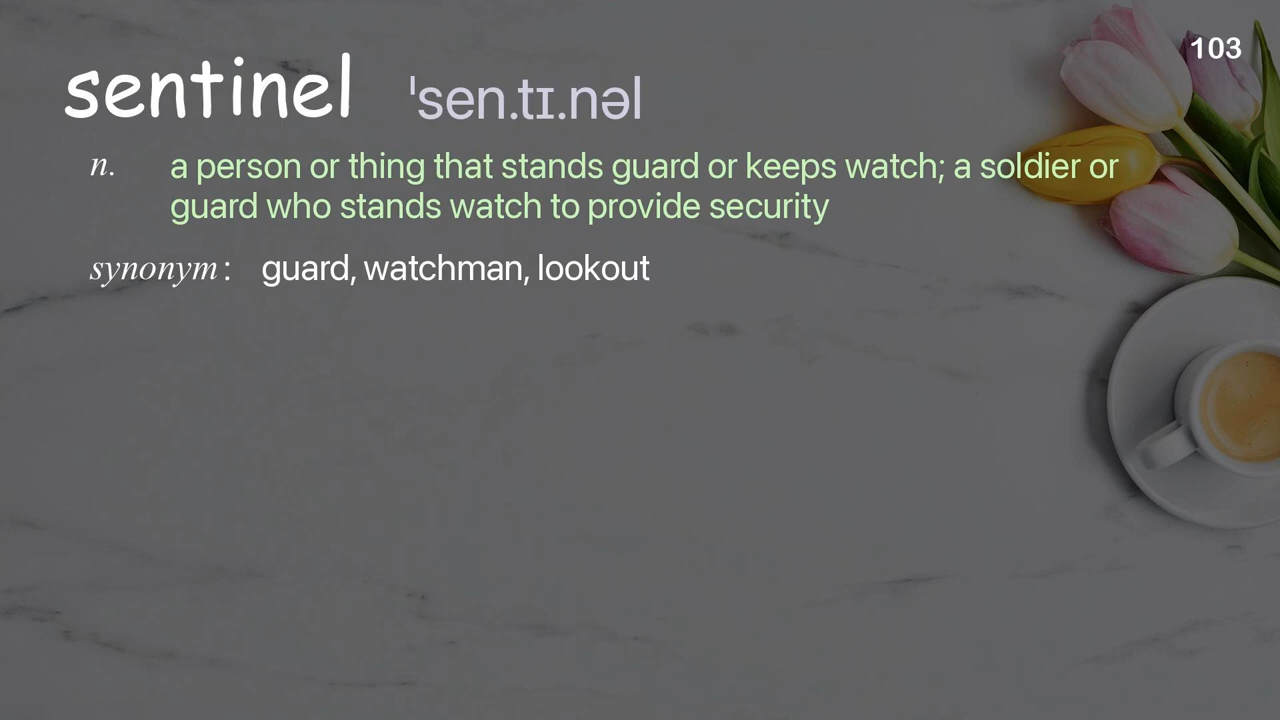 103
sentinel ˈsen.tɪ.nəl
n. a person or thing that stands guard or keeps watch; a soldier or
guard who stands watch to provide security
synonym: guard, watchman, lookout